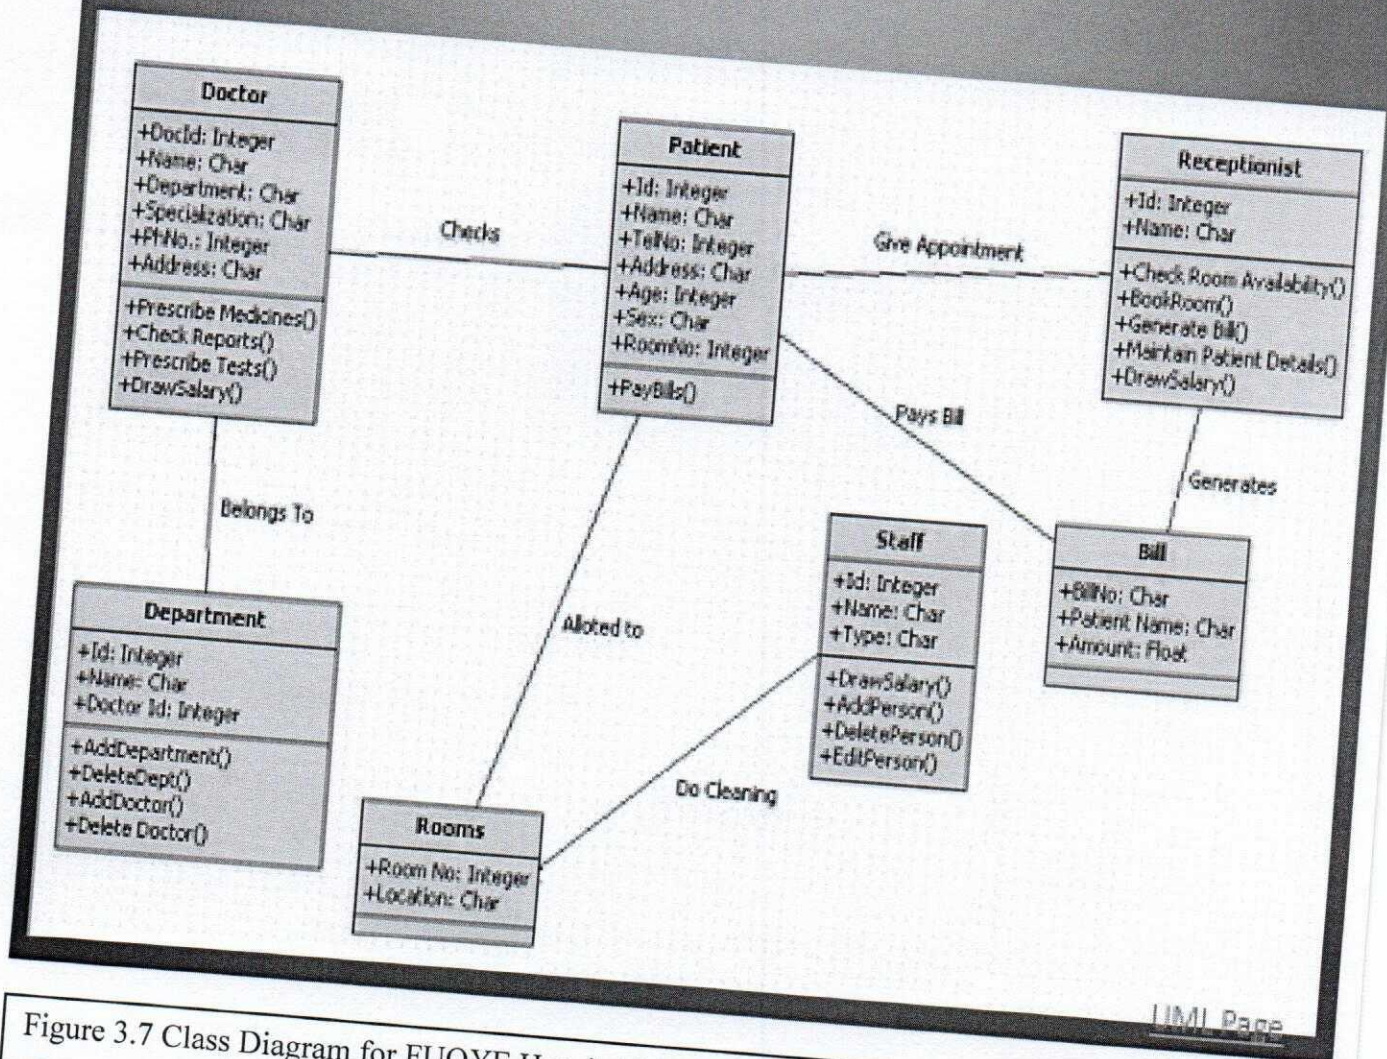 Doctor
+DocId: Integer
+Name: Char
+Department: Char
+Specialization: Char
+PhNo.: Integer
+Address: Char
+Prescribe Medicines()
+Check Reports()
+Prescribe Tests()
+DrawSalary()
Checks
Patient
+Id: Integer
+Name: Char
+TelNo: Integer
+Address: Char
+Age: Integer
+Sex: Char
+RoomNo: Integer
+PayBills()
Give Appointment
Receptionist
+Id: Integer
+Name: Char
+Check Room Availability()
+BookRoom()
+Generate Bill()
+Maintain Patient Details()
+DrawSalary()
Pays Bill
Generates
Belongs To
Alloted to
Staff
+Id: Integer
+Name: Char
+Type: Char
+DrawSalary()
+AddPerson()
+DeletePerson()
+EditPerson()
Bill
+BillNo: Char
+Patient Name: Char
+Amount: Float
Department
+Id: Integer
+Name: Char
+Doctor Id: Integer
+AddDepartment()
+DeleteDept()
+AddDoctor()
+Delete Doctor()
Do Cleaning
Rooms
+Room No: Integer
+Location: Char
UML Page
Figure 3.7 Class Diagram for FUOYE